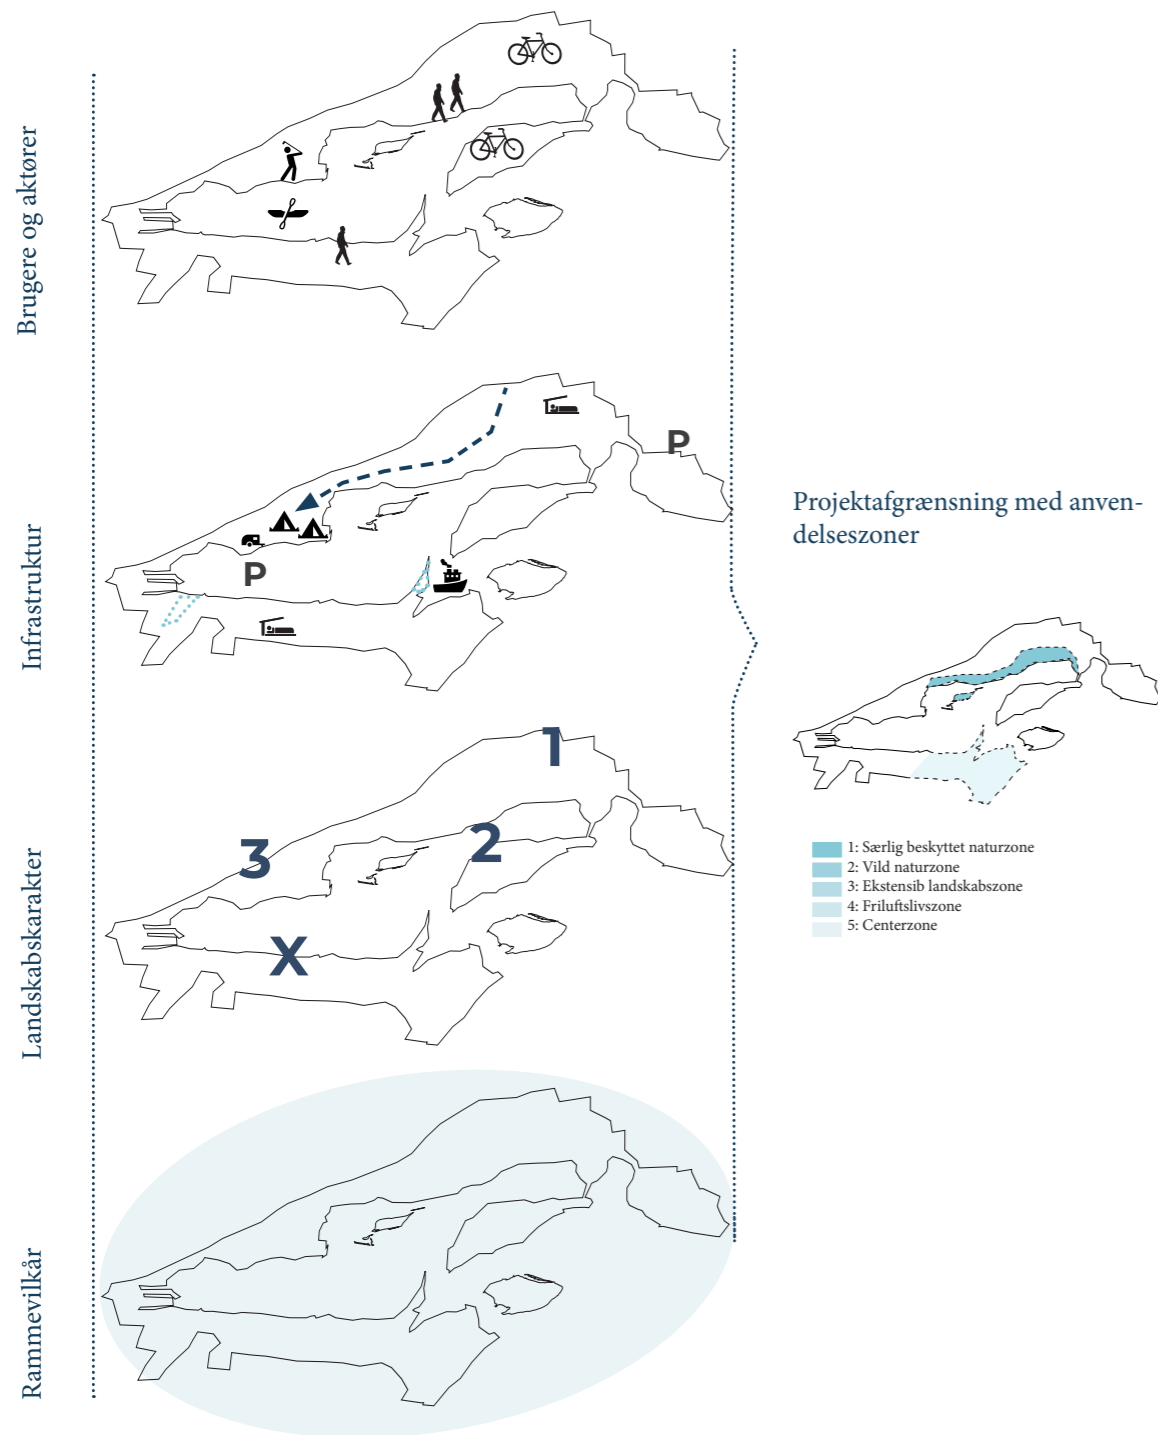 Brugere og aktører
Infrastruktur
P
P
Landskabskarakter
1
2
3
X
Rammevilkår
Projektafgrænsning med anven-
delseszoner
1: Særlig beskyttet naturzone
2: Vild naturzone
3: Ekstensib landskabszone
4: Friluftslivszone
5: Centerzone